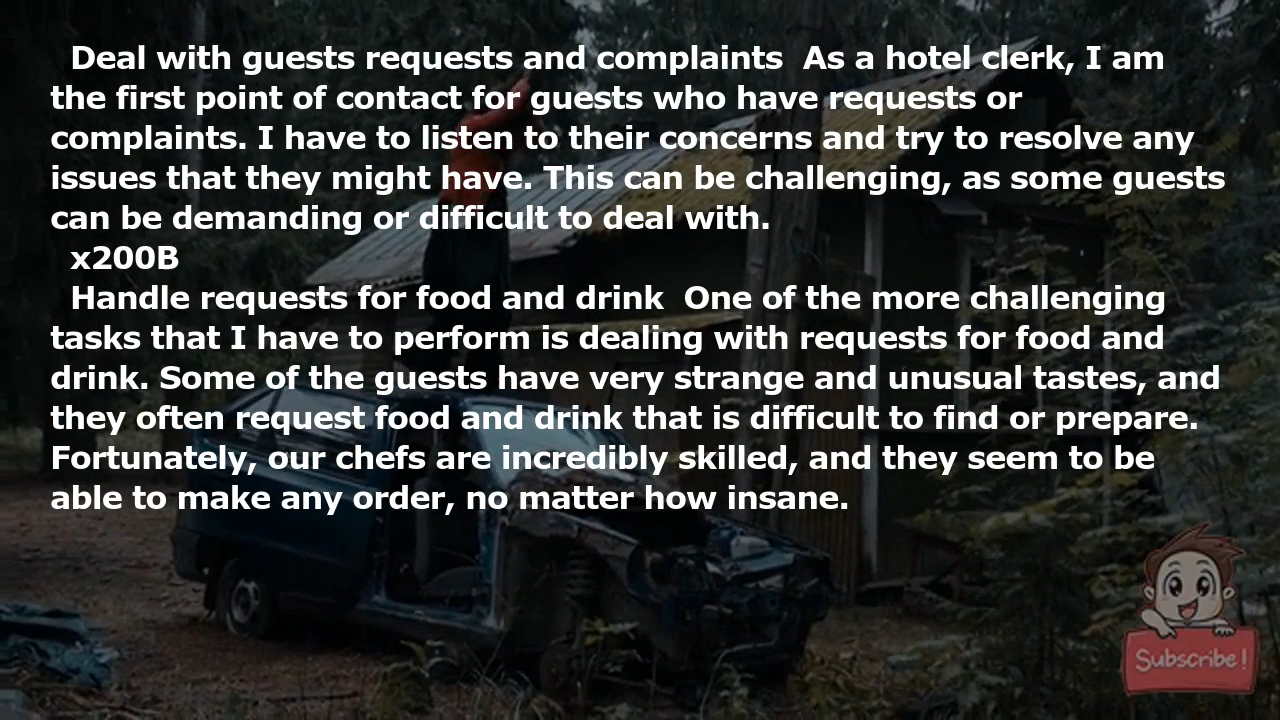 Deal with guests requests and complaints  As a hotel clerk, I am
the first point of contact for guests who have requests or
complaints. I have to listen to their concerns and try to resolve any
issues that they might have. This can be challenging, as some guests
can be demanding or difficult to deal with.
x200B
Handle requests for food and drink  One of the more challenging
tasks that I have to perform is dealing with requests for food and
drink. Some of the guests have very strange and unusual tastes, and
they often request food and drink that is difficult to find or prepare.
Fortunately, our chefs are incredibly skilled, and they seem to be
able to make any order, no matter how insane.
Subscribe!